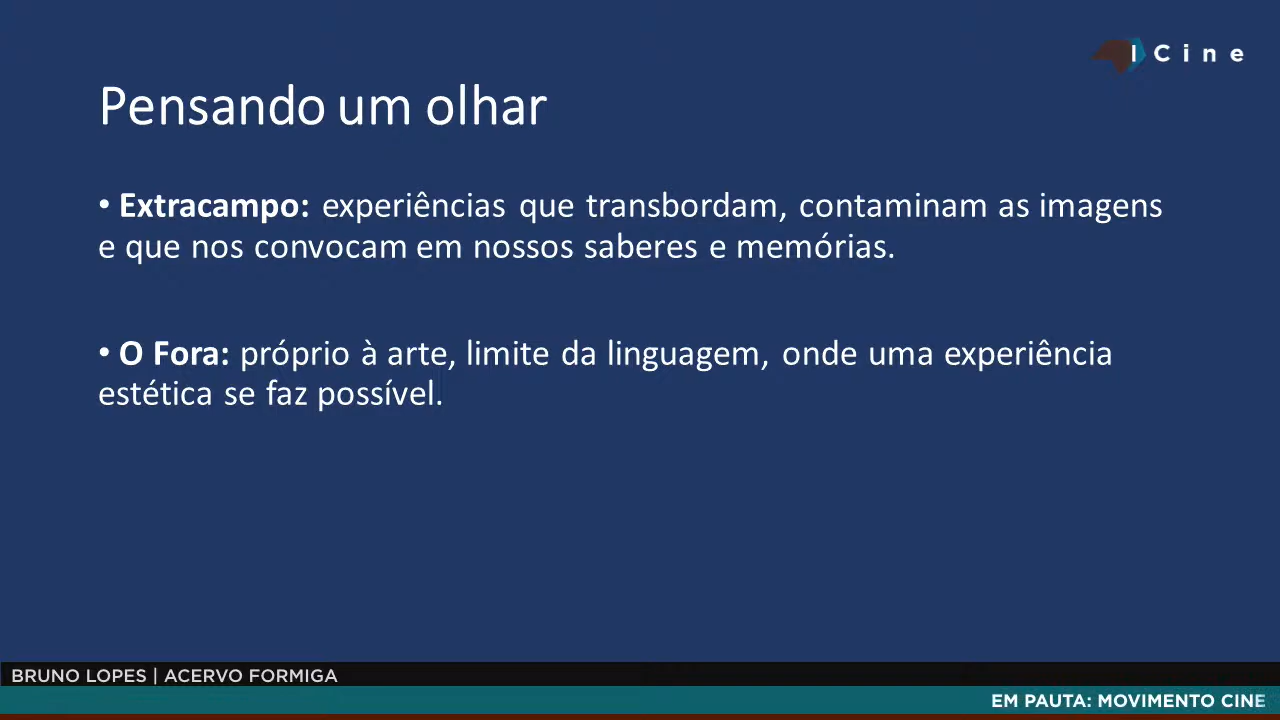 I Cine
Pensando um olhar
• Extracampo: experiências que transbordam, contaminam as imagens
e que nos convocam em nossos saberes e memórias.
• O Fora: próprio à arte, limite da linguagem, onde uma experiência
estética se faz possível.
BRUNO LOPES | ACERVO FORMIGA
EM PAUTA: MOVIMENTO CINE